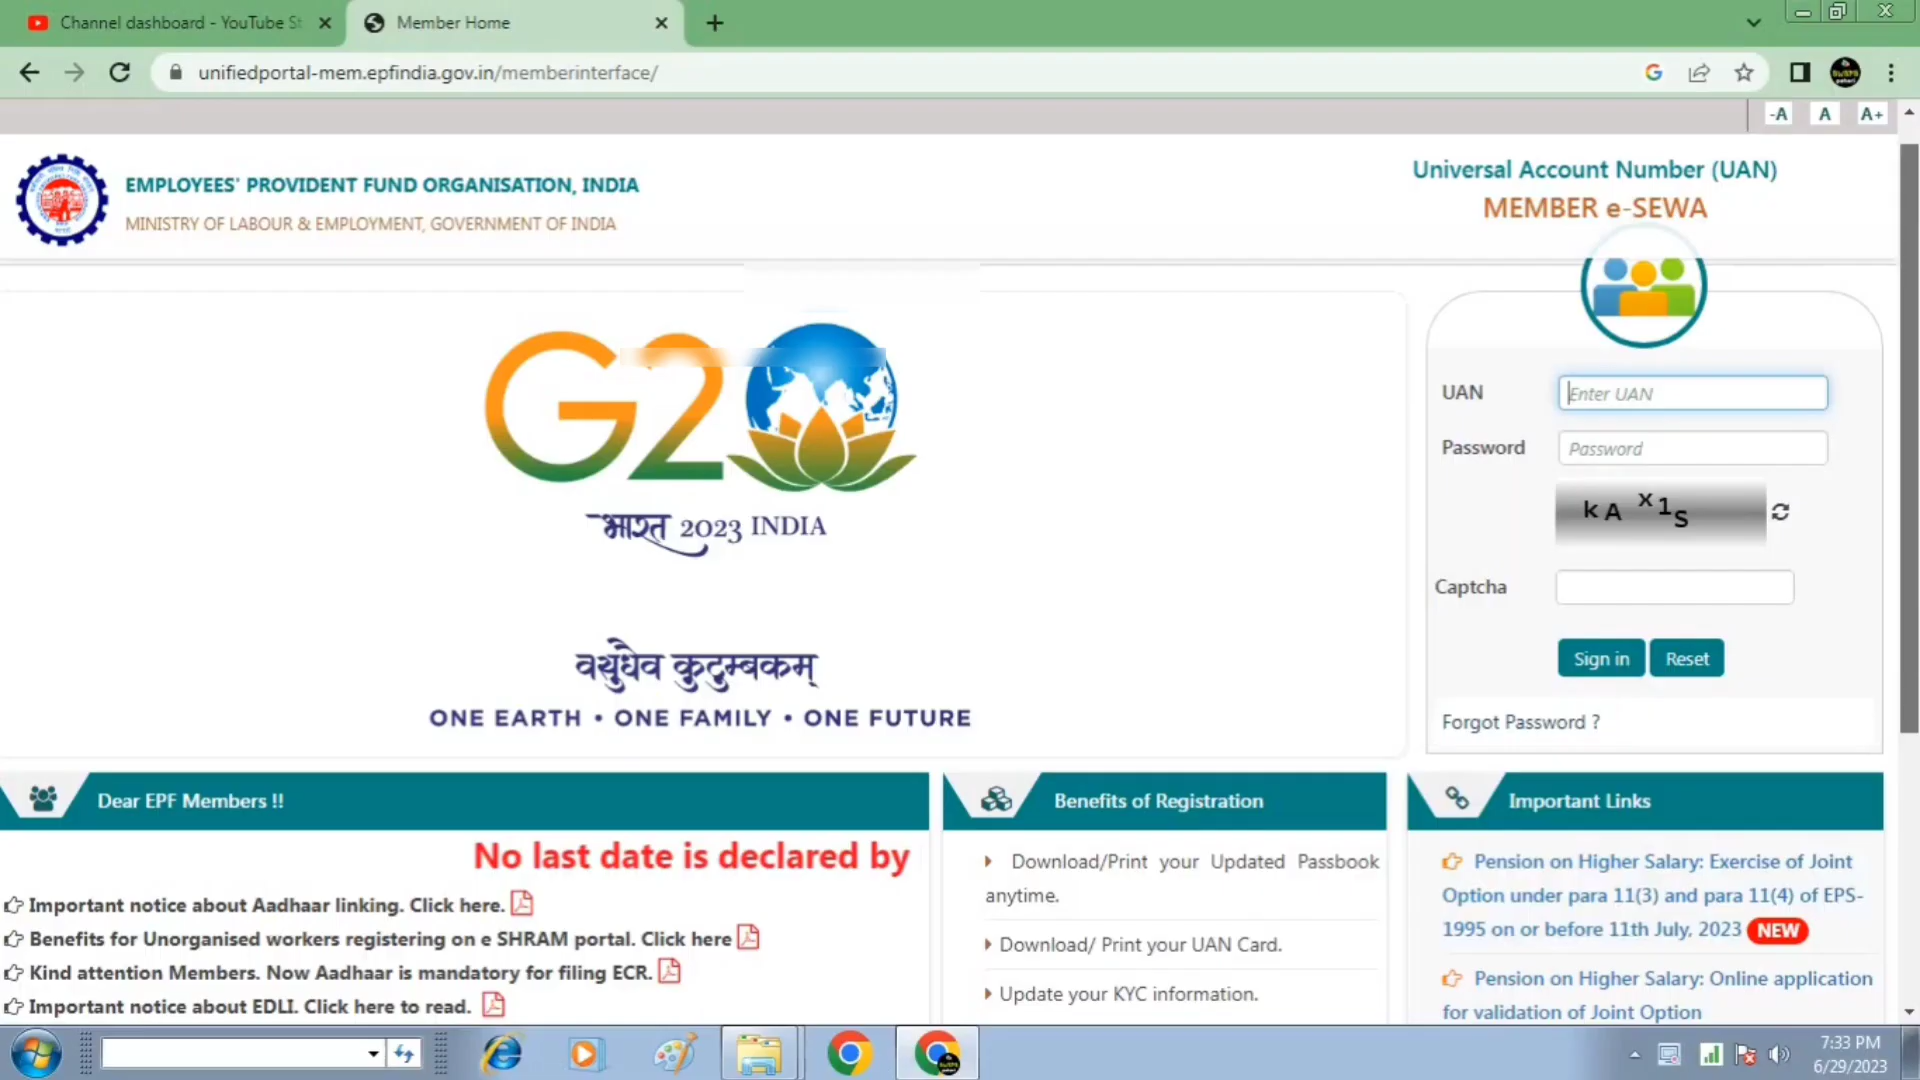 Channel dashboard - YouTube St
Member Home
unifiedportal-mem.epfindia.gov.in/memberinterface/
-A A A+
EMPLOYEES' PROVIDENT FUND ORGANISATION, INDIA
MINISTRY OF LABOUR & EMPLOYMENT, GOVERNMENT OF INDIA
Universal Account Number (UAN)
MEMBER e-SEWA
G20
भारत 2023 INDIA
वसुधैव कुटुम्बकम्
ONE EARTH • ONE FAMILY • ONE FUTURE
UAN Enter UAN
Password Password
kAx1S
Captcha
Sign in Reset
Forgot Password ?
Dear EPF Members !!
No last date is declared by
Important notice about Aadhaar linking. Click here.
Benefits for Unorganised workers registering on e SHRAM portal. Click here
Kind attention Members. Now Aadhaar is mandatory for filing ECR.
Important notice about EDLI. Click here to read.
Benefits of Registration
Download/Print your Updated Passbook
anytime.
Download/ Print your UAN Card.
Update your KYC information.
Important Links
Pension on Higher Salary: Exercise of Joint
Option under para 11(3) and para 11(4) of EPS-
1995 on or before 11th July, 2023 NEW
Pension on Higher Salary: Online application
for validation of Joint Option
7:33 PM
6/29/2023